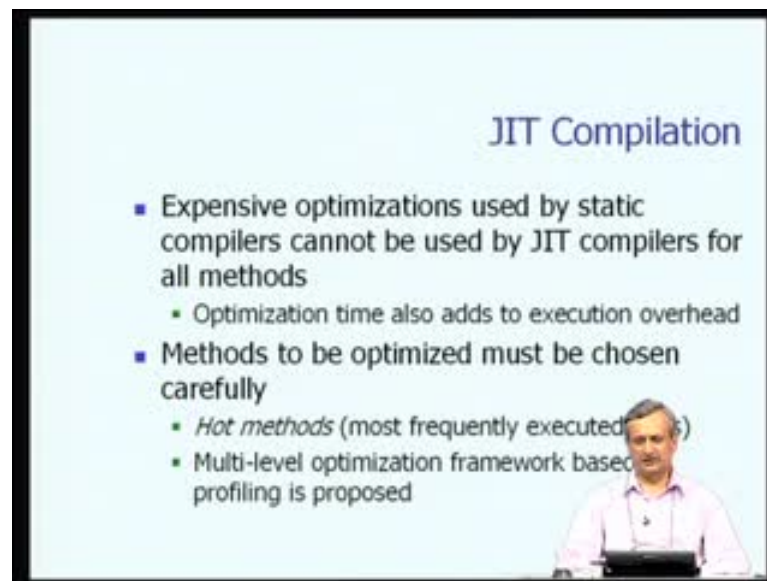 JIT Compilation
Expensive optimizations used by static
compilers cannot be used by JIT compilers for
all methods
Optimization time also adds to execution overhead
Methods to be optimized must be chosen
carefully
Hot methods (most frequently executed s)
Multi-level optimization framework based
profiling is proposed